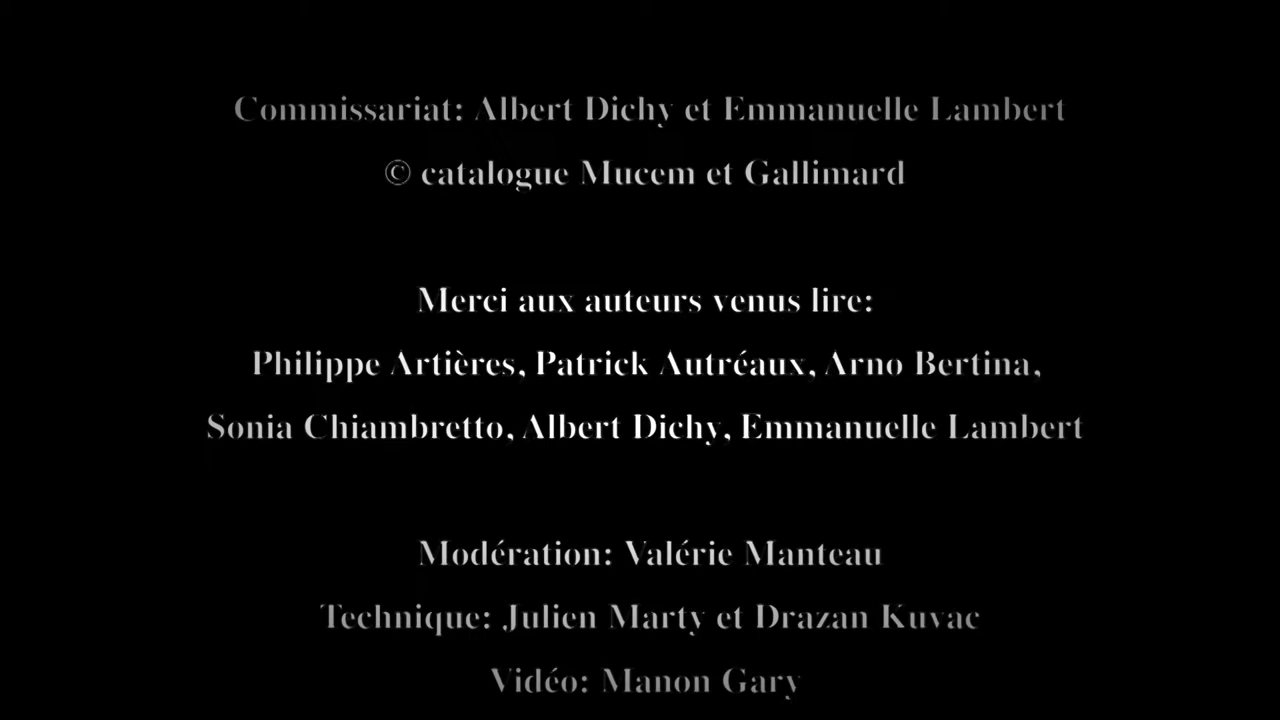 Commissariat: Albert Dichy et Emmanuelle Lambert
© catalogue Mucem et Gallimard
Merci aux auteurs venus lire:
Philippe Artières, Patrick Autréaux, Arno Bertina,
Sonia Chiambretto, Albert Dichy, Emmanuelle Lambert
Modération: Valérie Manteau
Technique: Julien Marty et Drazan Kuvac
Vidéo: Manon Gary